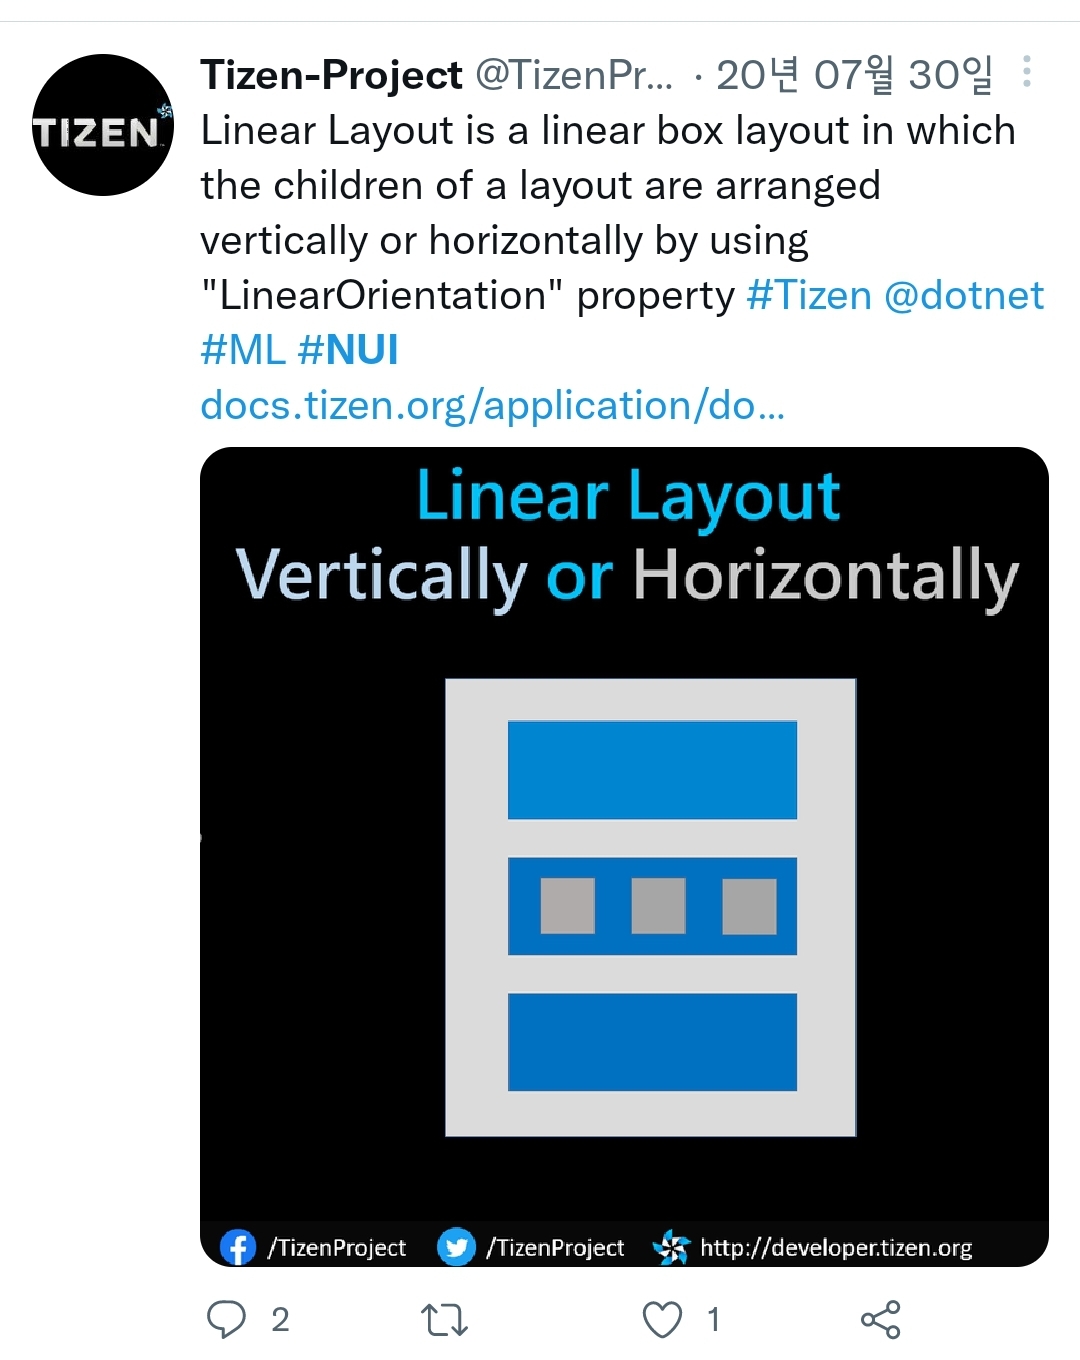 TIZEN
Tizen-Project @TizenPr... · 20년 07월 30일
Linear Layout is a linear box layout in which
the children of a layout are arranged
vertically or horizontally by using
"LinearOrientation" property #Tizen @dotnet
#ML #NUI
docs.tizen.org/application/do...
Linear Layout
Vertically or Horizontally
/TizenProject /TizenProject http://developer.tizen.org
2 1